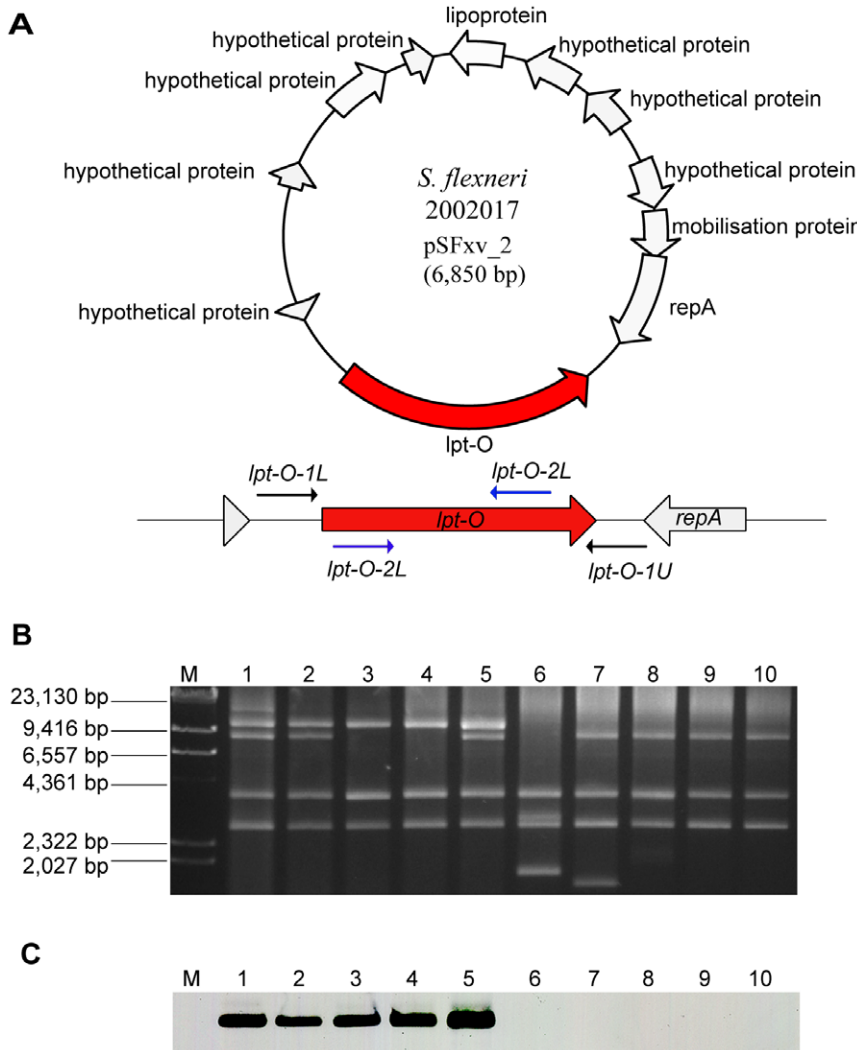 A
lipoprotein
hypothetical protein
hypothetical protein
hypothetical protein
hypothetical protein
hypothetical protein
S. flexneri
2002017
pSFxv_2
(6,850 bp)
hypothetical protein
mobilisation protein
hypothetical protein
repA
lpt-O
lpt-O-1L
lpt-O-2L
lpt-O
repA
lpt-O-2L
lpt-O-1U
B
M 1 2 3 4 5 6 7 8 9 10
23,130 bp
9,416 bp
6,557 bp
4,361 bp
2,322 bp
2,027 bp
C
M 1 2 3 4 5 6 7 8 9 10